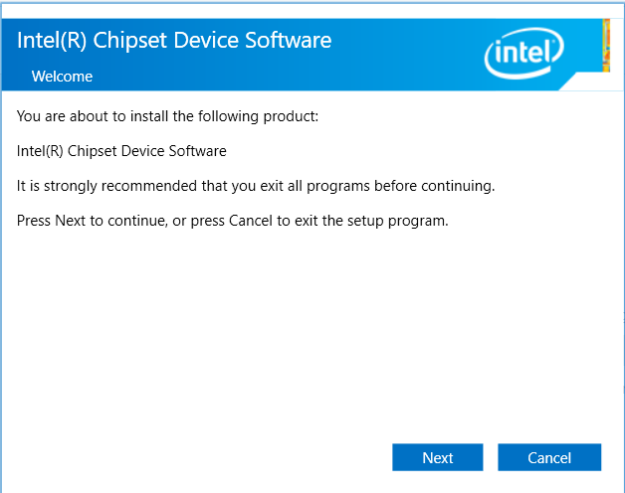 Intel(R) Chipset Device Software
intel
Welcome
You are about to install the following product:
Intel(R) Chipset Device Software
It is strongly recommended that you exit all programs before continuing.
Press Next to continue, or press Cancel to exit the setup program.
Next
Cancel